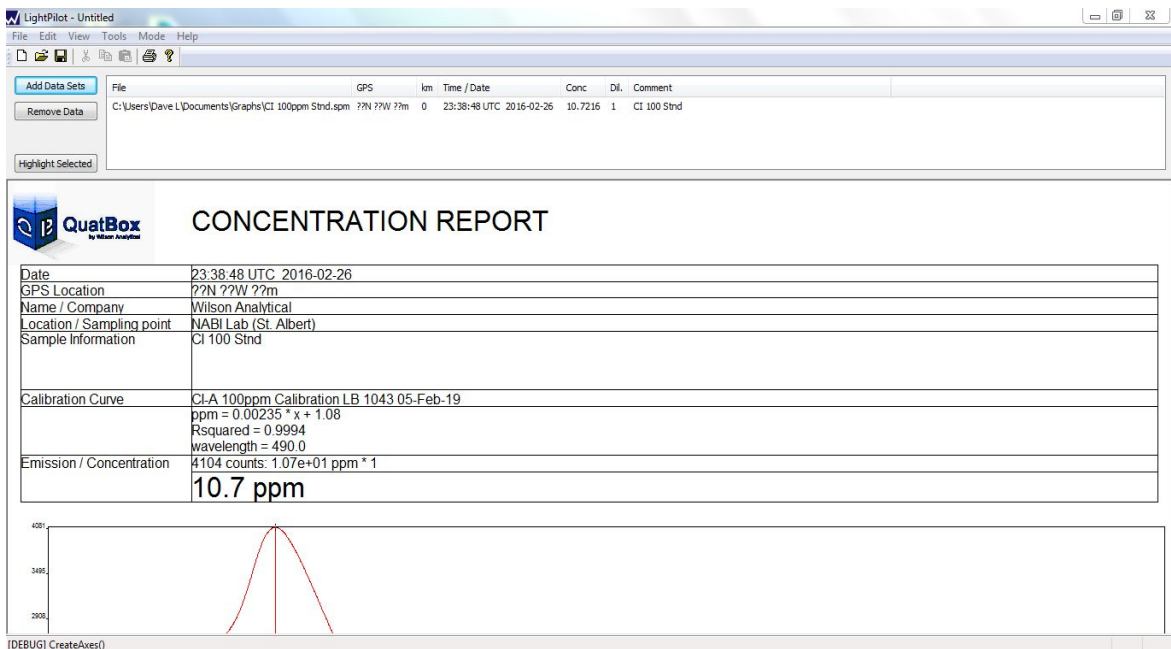 LightPilot - Untitled
File Edit View Tools Mode Help
Add Data Sets
Remove Data
Highlight Selected
File GPS km Time / Date Conc Dil. Comment
C:\Users\Dave L\Documents\Graphs\CI 100ppm Stnd.spm ??N ??W ??m 0 23:38:48 UTC 2016-02-26 10.7216 1 CI 100 Stnd
QuatBox
by Wilson Analytical
CONCENTRATION REPORT
Date 23:38:48 UTC 2016-02-26
GPS Location ??N ??W ??m
Name / Company Wilson Analytical
Location / Sampling point NABI Lab (St. Albert)
Sample Information CI 100 Stnd
Calibration Curve CI-A 100ppm Calibration LB 1043 05-Feb-19
ppm = 0.00235 * x + 1.08
Rsquared = 0.9994
wavelength = 490.0
Emission / Concentration 4104 counts: 1.07e+01 ppm * 1
10.7 ppm
4081
3495
2908
[DEBUG] CreateAxes()